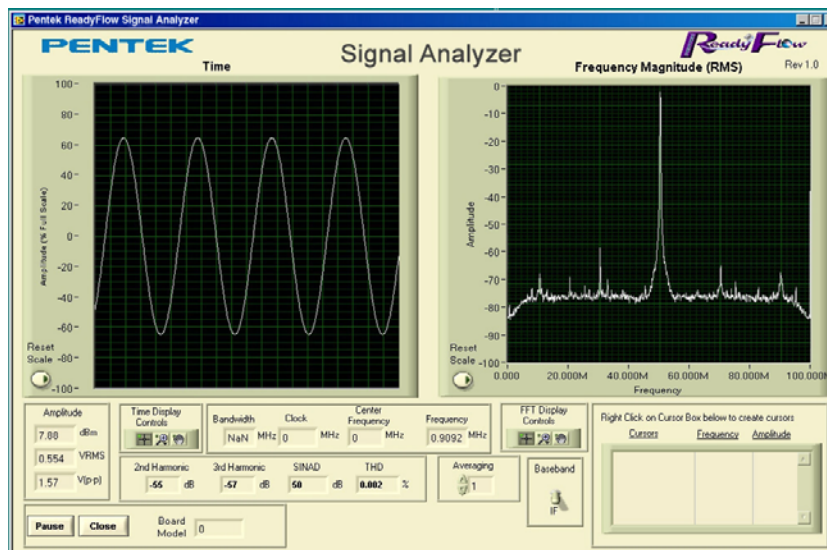 Pentek ReadyFlow Signal Analyzer
PENTEK
Signal Analyzer
ReadyFlow
Rev 1.0
Time
Frequency Magnitude (RMS)
100
80
60
40
20
0
-20
-40
-60
-80
-100
Amplitude (% Full Scale)
Reset
Scale
0
-10
-20
-30
-40
-50
-60
-70
-80
-90
-100
Amplitude
Reset
Scale
0.000
20.000M
40.000M
60.000M
80.000M
100.000M
Frequency
Amplitude
7.88 dBm
0.554 VRMS
1.57 V(p-p)
Time Display
Controls
Bandwidth
NaN MHz
Clock
0 MHz
Center
Frequency
0 MHz
Frequency
0.9092 MHz
FFT Display
Controls
2nd Harmonic
-55 dB
3rd Harmonic
-57 dB
SINAD
50 dB
THD
0.002 %
Averaging
1
Baseband
IF
Right Click on Cursor Box below to create cursors
Cursors
Frequency
Amplitude
Pause
Close
Board
Model
0